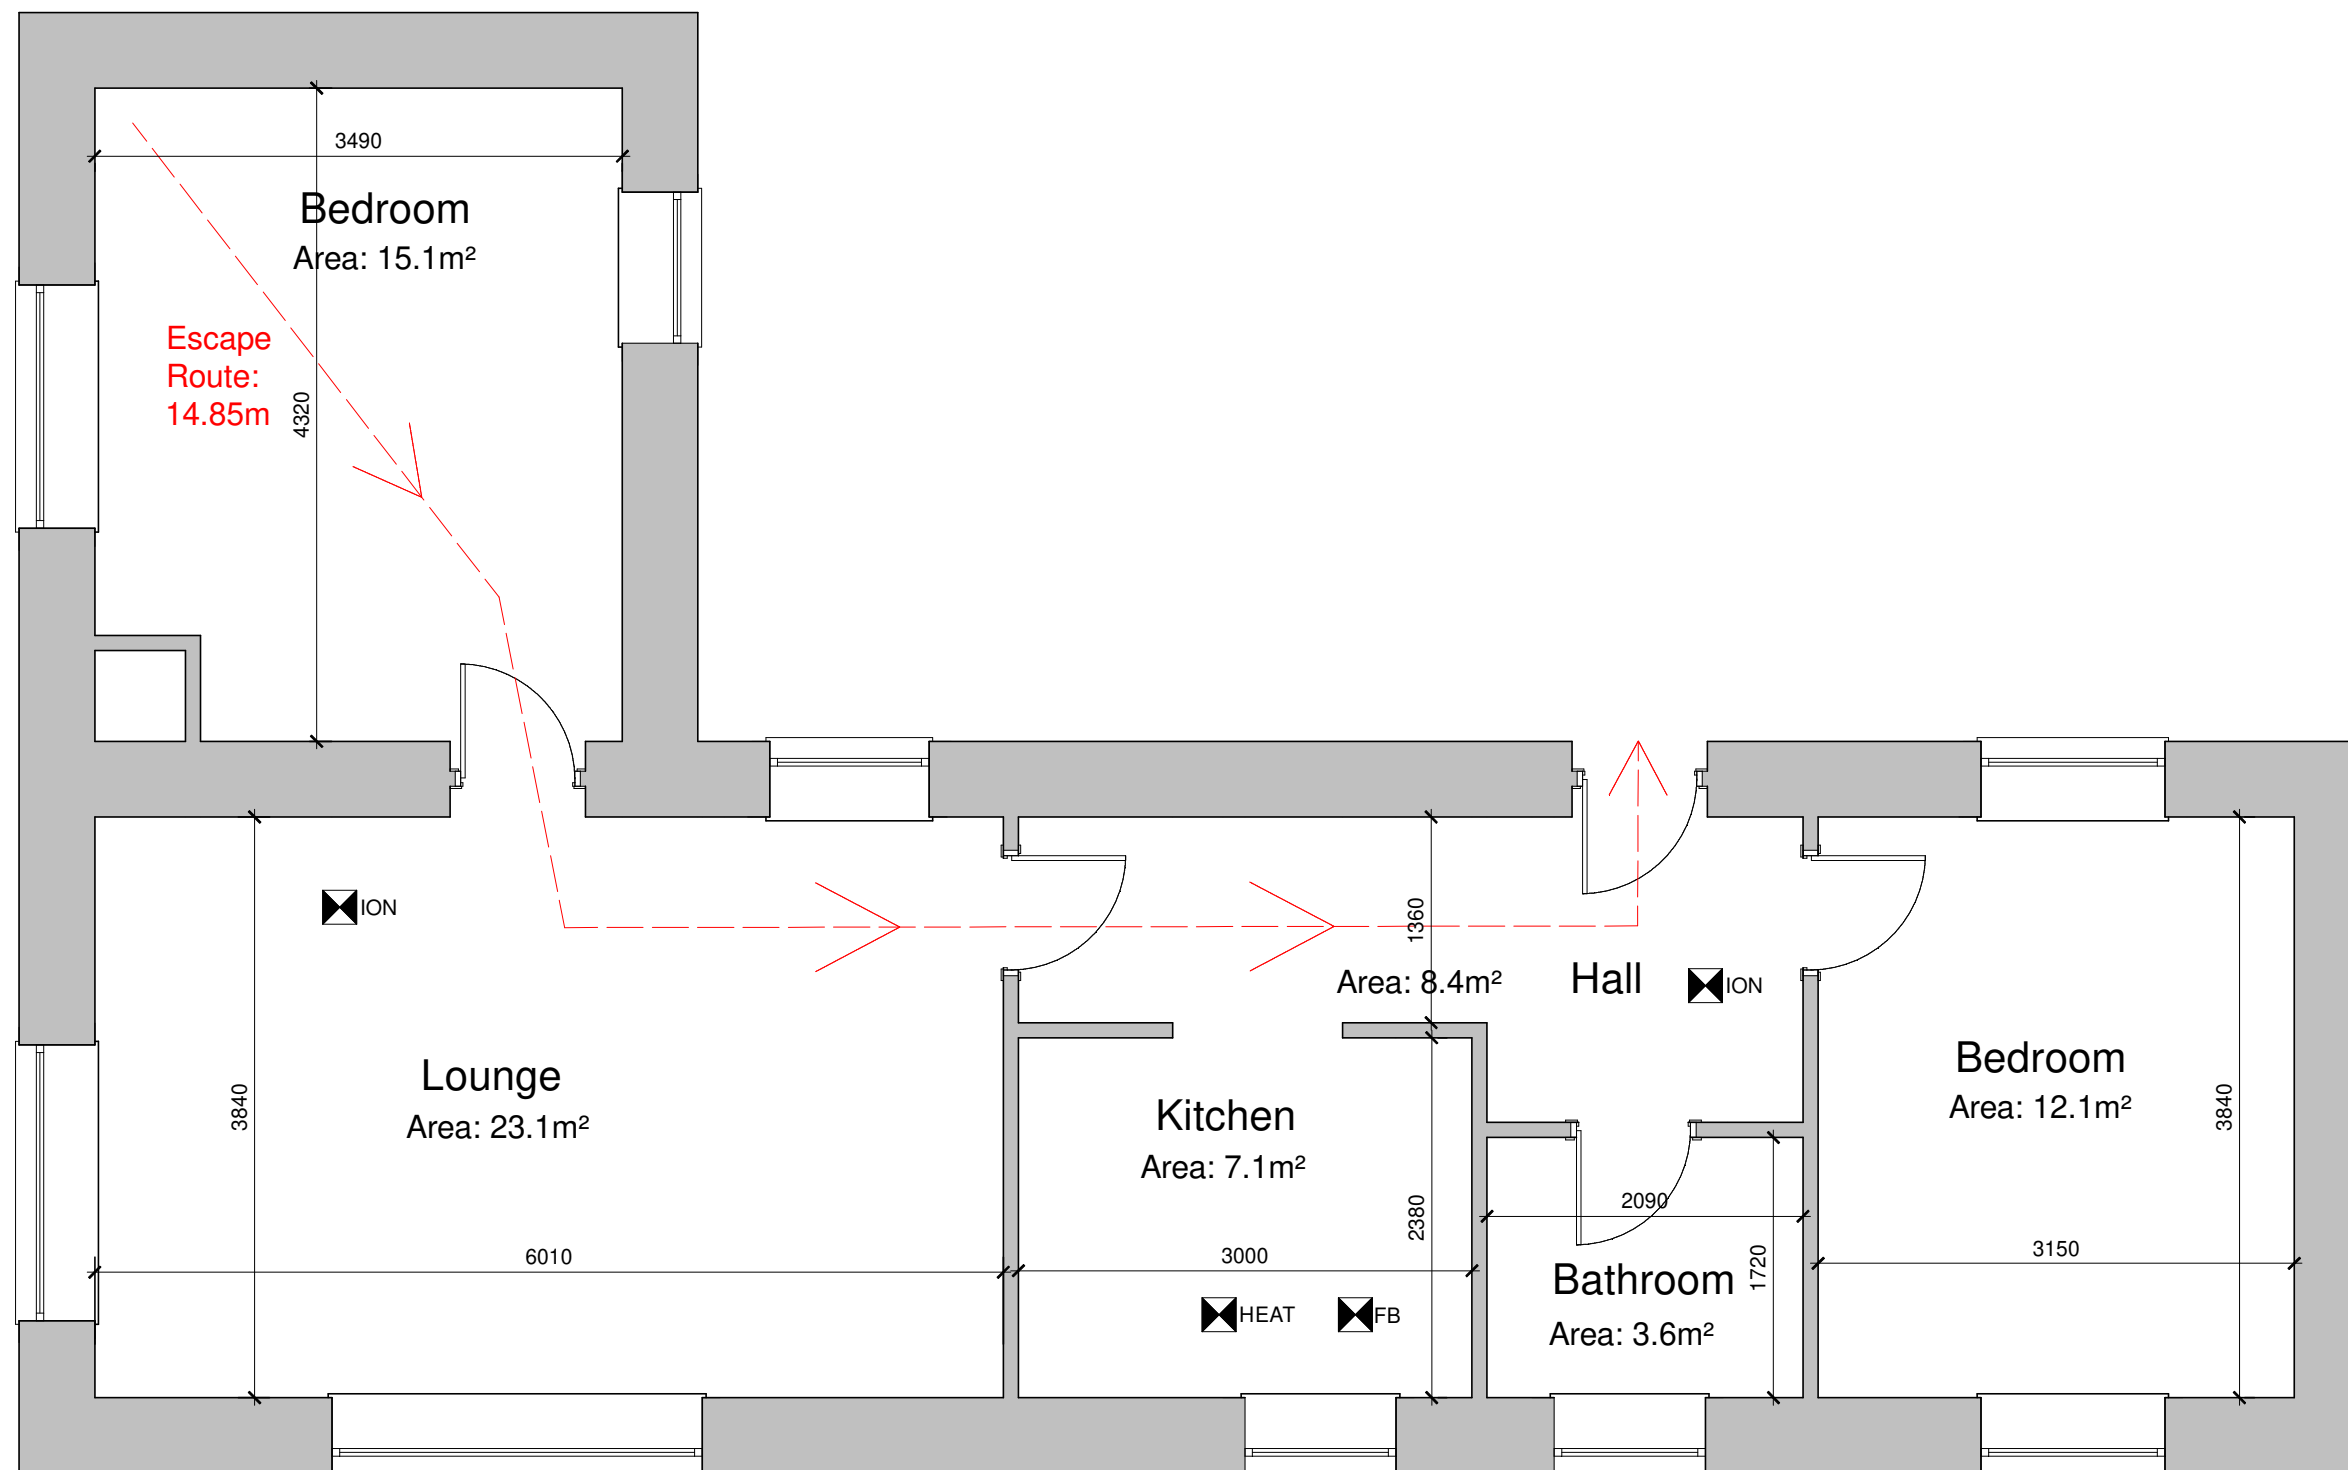 3490
Bedroom
Area: 15.1m²
Escape
Route:
14.85m
4320
ION
1360
Area: 8.4m²
Hall
ION
Lounge
Area: 23.1m²
3840
Kitchen
Area: 7.1m²
Bedroom
Area: 12.1m²
3840
2380
2090
6010
3000
1720
3150
Bathroom
Area: 3.6m²
HEAT
FB